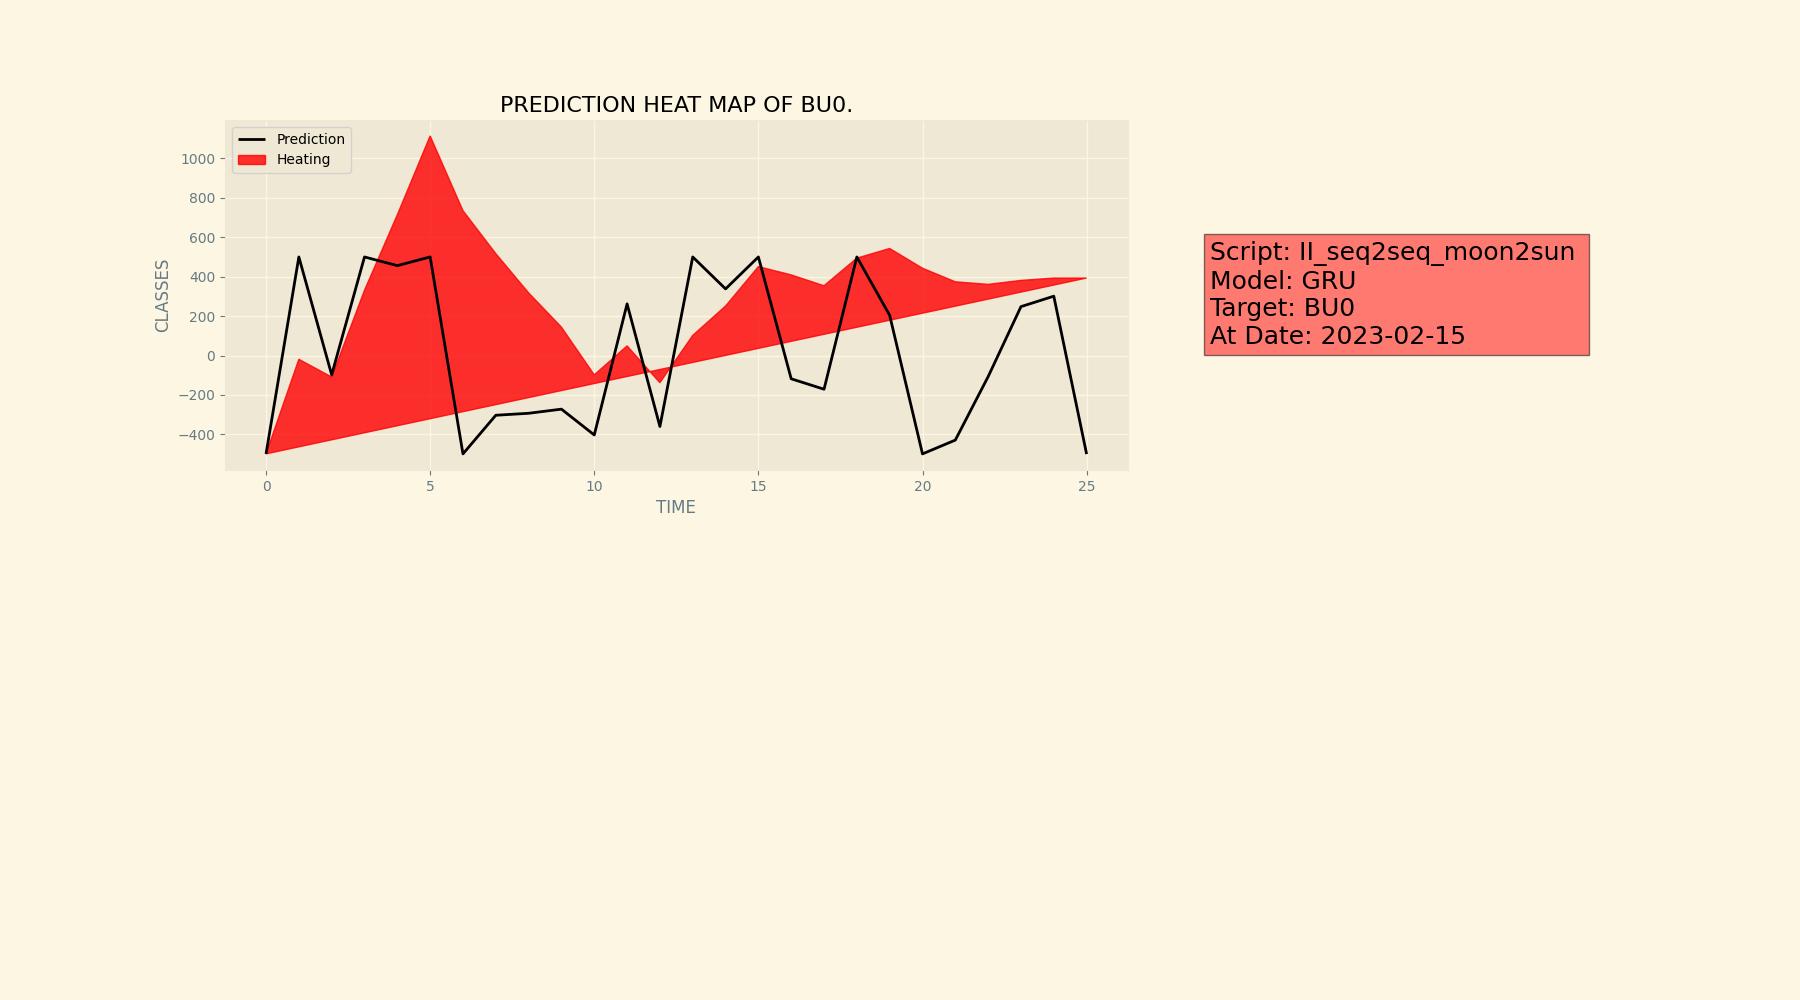 PREDICTION HEAT MAP OF BU0.
Prediction
Heating
1000
800
600
400
200
0
−200
−400
CLASSES
0 5 10 15 20 25
TIME
Script: II_seq2seq_moon2sun
Model: GRU
Target: BU0
At Date: 2023-02-15